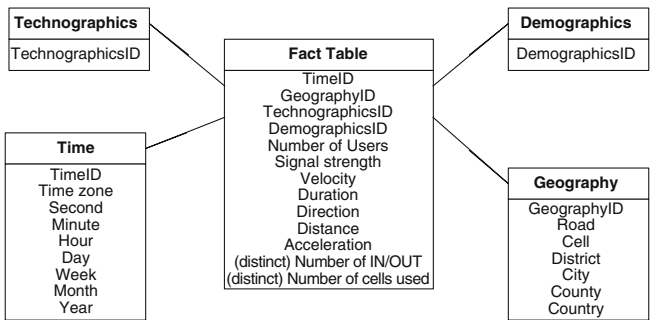 Technographics
TechnographicsID
Time
TimeID
Time zone
Second
Minute
Hour
Day
Week
Month
Year
Fact Table
TimeID
GeographyID
TechnographicsID
DemographicsID
Number of Users
Signal strength
Velocity
Duration
Direction
Distance
Acceleration
(distinct) Number of IN/OUT
(distinct) Number of cells used
Demographics
DemographicsID
Geography
GeographyID
Road
Cell
District
City
County
Country